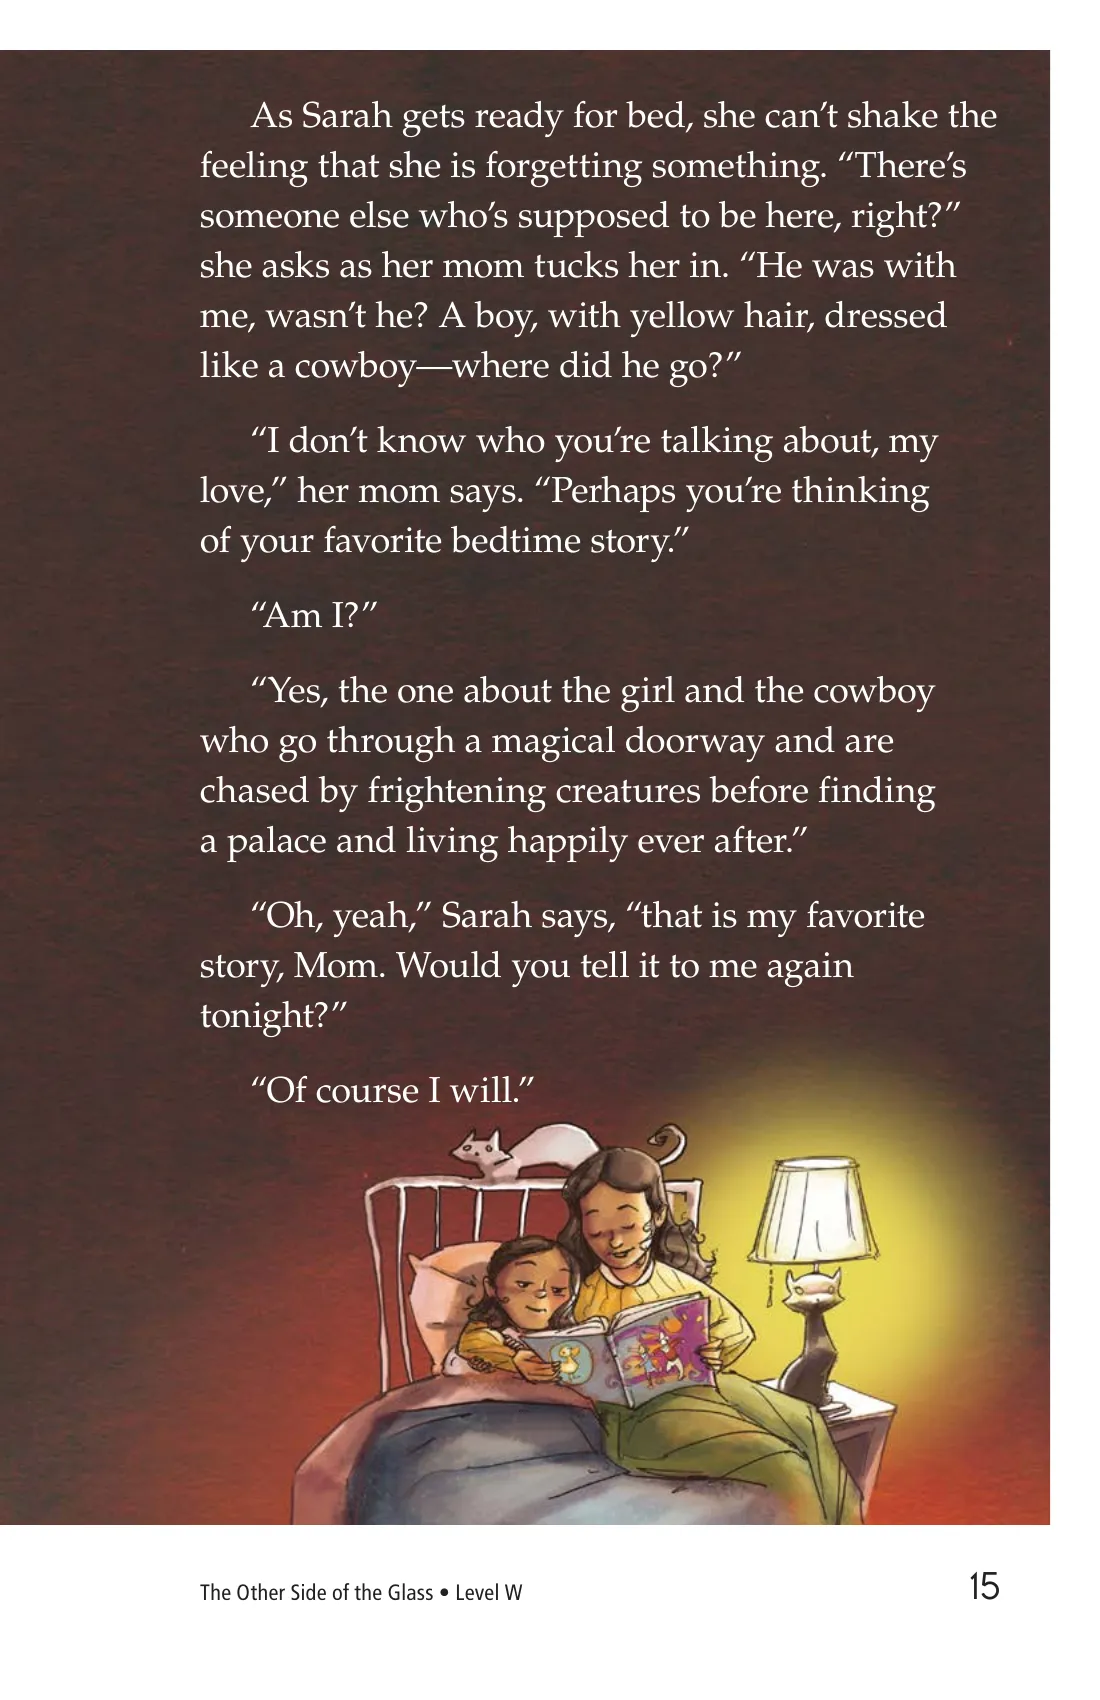 As Sarah gets ready for bed, she can’t shake the
feeling that she is forgetting something. “There’s
someone else who’s supposed to be here, right?”
she asks as her mom tucks her in. “He was with
me, wasn’t he? A boy, with yellow hair, dressed
like a cowboy—where did he go?”
“I don’t know who you’re talking about, my
love,” her mom says. “Perhaps you’re thinking
of your favorite bedtime story.”
“Am I?”
“Yes, the one about the girl and the cowboy
who go through a magical doorway and are
chased by frightening creatures before finding
a palace and living happily ever after.”
“Oh, yeah,” Sarah says, “that is my favorite
story, Mom. Would you tell it to me again
tonight?”
“Of course I will.”
The Other Side of the Glass • Level W
15